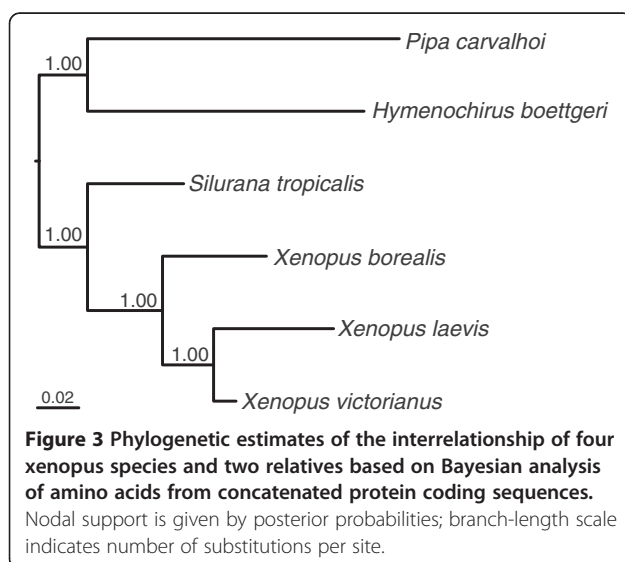 1.00
Pipa carvalhoi
Hymenochirus boettgeri
Silurana tropicalis
1.00
Xenopus borealis
1.00
Xenopus laevis
1.00
Xenopus victorianus
0.02
Figure 3 Phylogenetic estimates of the interrelationship of four
xenopus species and two relatives based on Bayesian analysis
of amino acids from concatenated protein coding sequences.
Nodal support is given by posterior probabilities; branch-length scale
indicates number of substitutions per site.